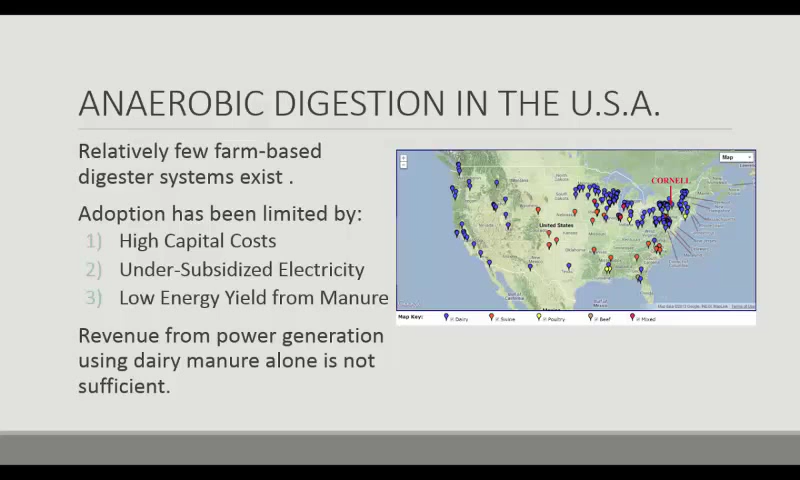 ANAEROBIC DIGESTION IN THE U.S.A.
Relatively few farm-based
digester systems exist .
Adoption has been limited by:
1) High Capital Costs
2) Under-Subsidized Electricity
3) Low Energy Yield from Manure
Revenue from power generation
using dairy manure alone is not
sufficient.
Map
CORNELL
United States
Map Key: Dairy Swine Poultry Beef Mixed